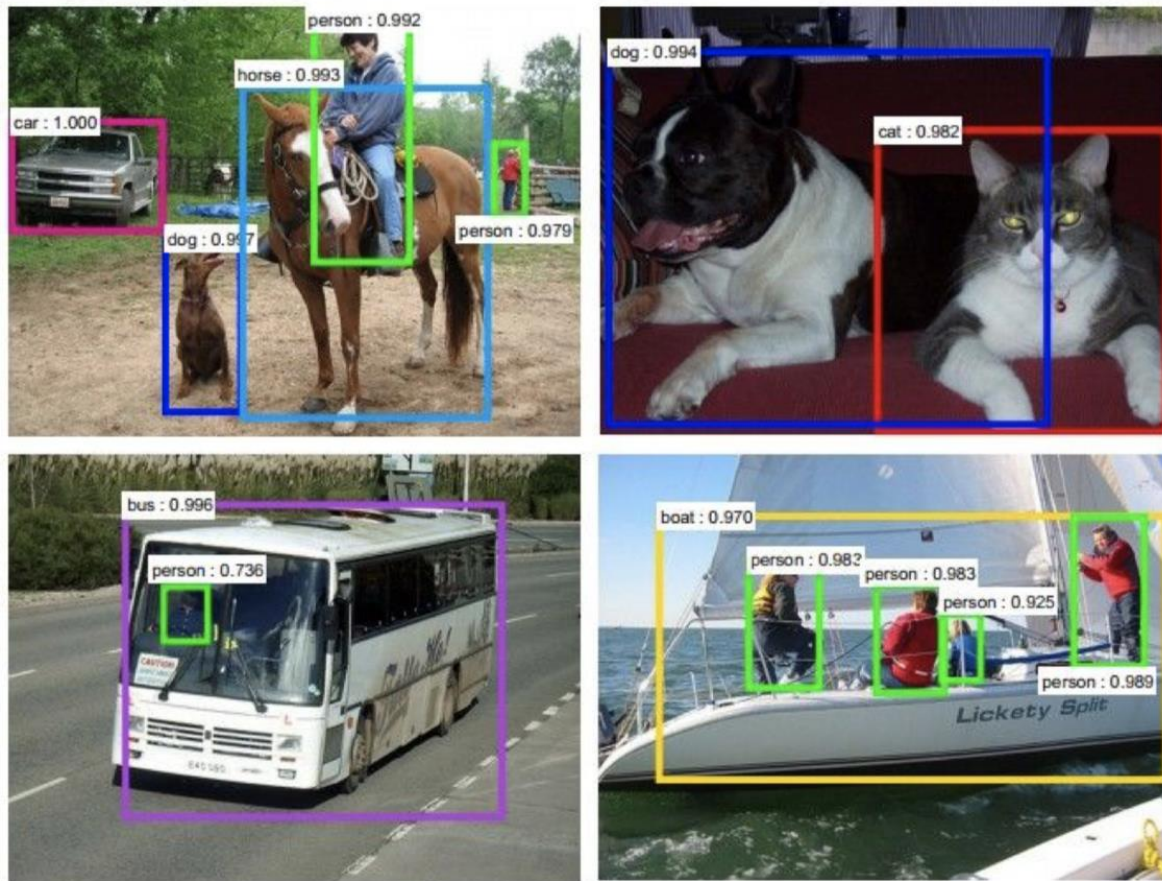 person : 0.992
horse : 0.993
car : 1.000
dog : 0.997
person : 0.979
dog : 0.994
cat : 0.982
bus : 0.996
person : 0.736
CAUTION
L
boat : 0.970
person : 0.983
person : 0.983
person : 0.925
person : 0.989
Lickety Split